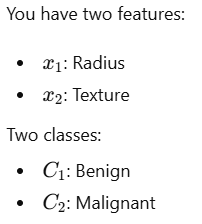 You have two features:
• x₁: Radius
• x₂: Texture
Two classes:
• C₁: Benign
• C₂: Malignant